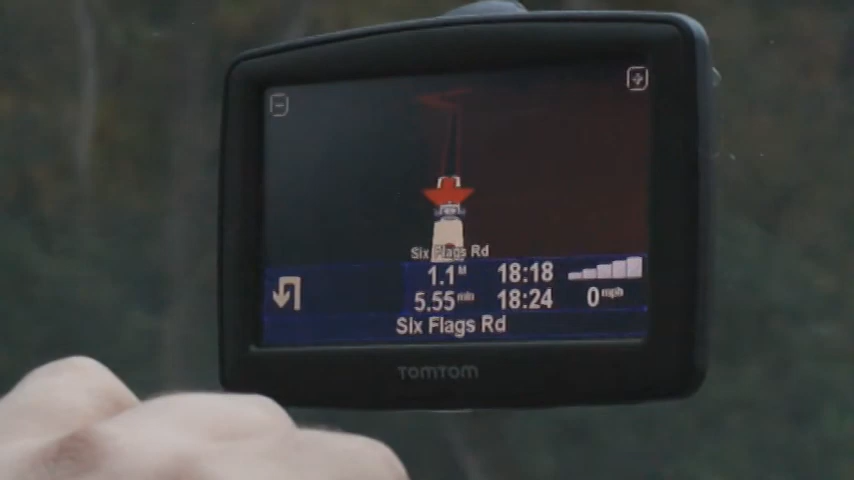 Six Flags Rd
1.1 M 18:18
5.55 min 18:24 0 mph
Six Flags Rd
TOMTOM